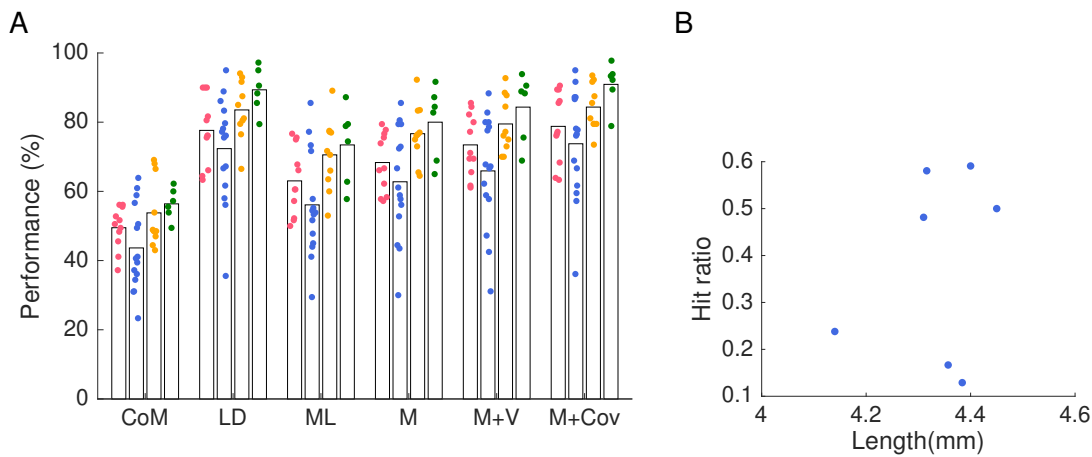 A
Performance (%)
100
80
60
40
20
0
CoM LD ML M M+V M+Cov
B
Hit ratio
0.6
0.5
0.4
0.3
0.2
0.1
4 4.2 4.4 4.6
Length(mm)